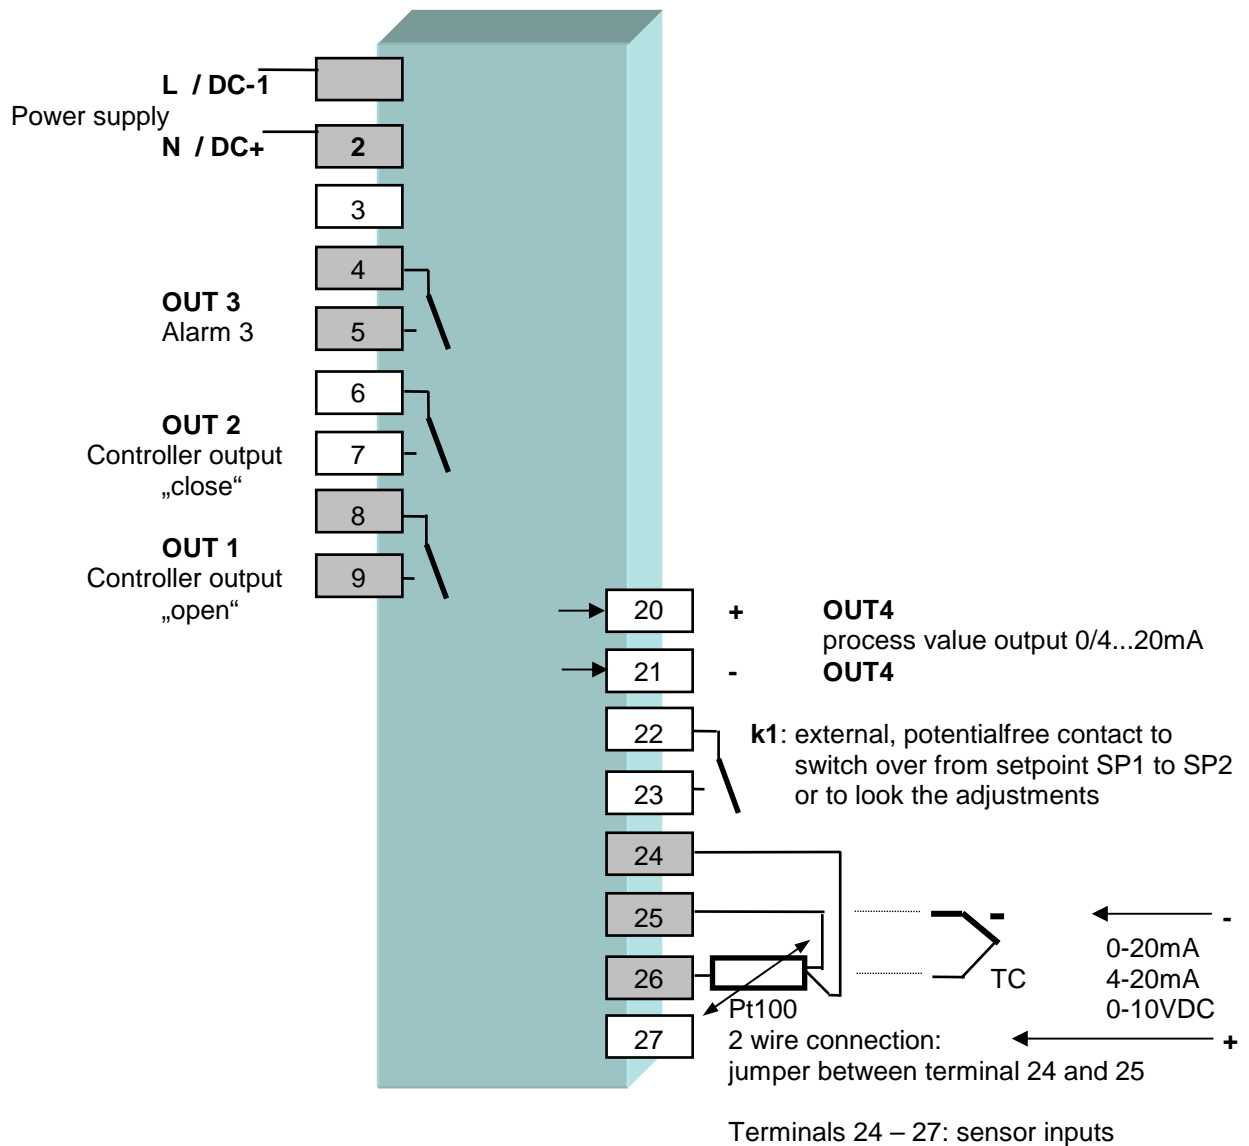 L / DC-1
Power supply
N / DC+
2
3
4
OUT 3
Alarm 3
5
6
OUT 2
Controller output
7
„close“
8
OUT 1
Controller output
9
„open“
20
+
OUT4
process value output 0/4...20mA
21
-
OUT4
22
k1: external, potentialfree contact to
switch over from setpoint SP1 to SP2
23
or to look the adjustments
24
25
-
-
0-20mA
26
TC
4-20mA
Pt100
0-10VDC
27
2 wire connection:
+
jumper between terminal 24 and 25
Terminals 24 – 27: sensor inputs